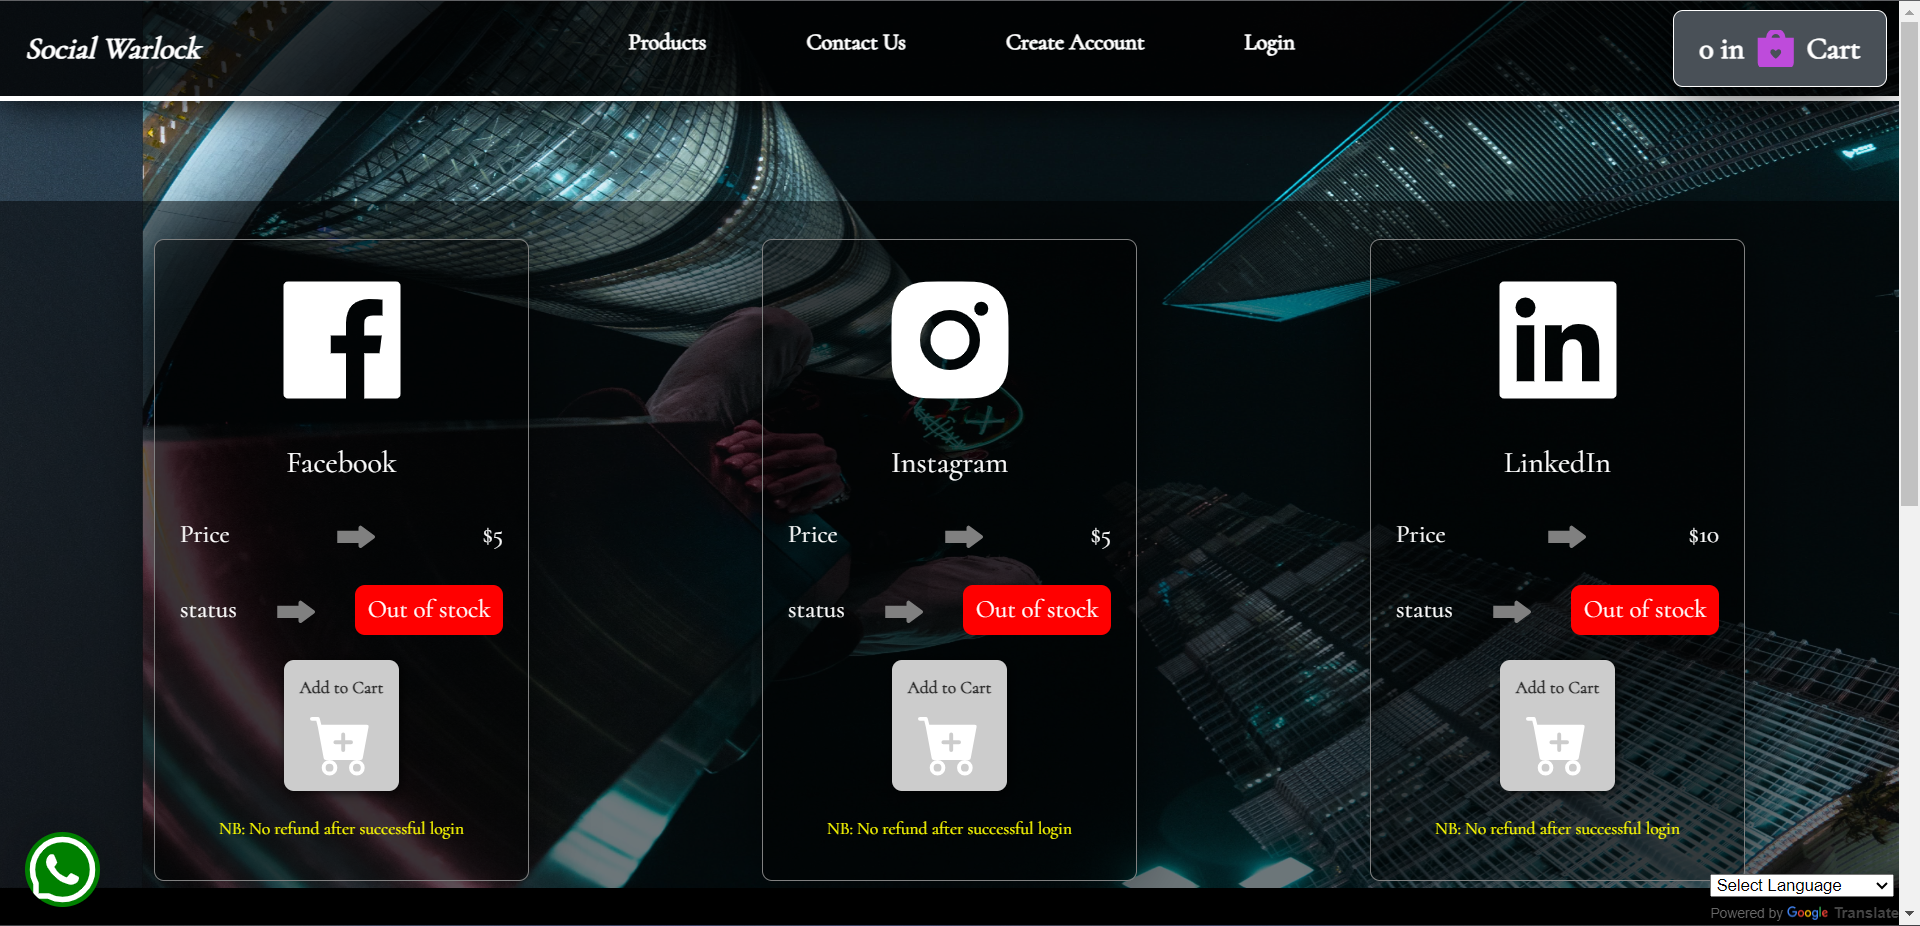 Social Warlock
Products
Contact Us
Create Account
Login
0 in
Cart
Facebook
Price
$5
status
Out of stock
Add to Cart
NB: No refund after successful login
Instagram
Price
$5
status
Out of stock
Add to Cart
NB: No refund after successful login
LinkedIn
Price
$10
status
Out of stock
Add to Cart
NB: No refund after successful login
Select Language
Powered by Google Translate